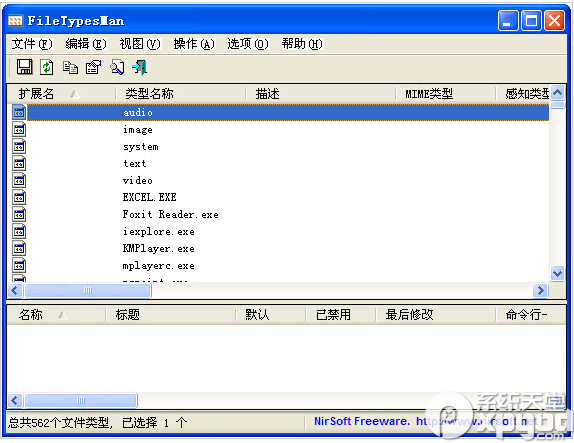 FileTypesMan
文件(F) 编辑(E) 视图(V) 操作(A) 选项(O) 帮助(H)
扩展名 类型名称 描述 MIME类型 感知类型
audio
image
system
text
video
EXCEL.EXE
Foxit Reader.exe
iexplore.exe
KMPlayer.exe
mplayerc.exe
名称 标题 默认 已禁用 最后修改 命令行-
总共562个文件类型, 已选择 1 个 NirSoft Freeware. http://www.nirsoft.net
系统天堂
xpgbt.com